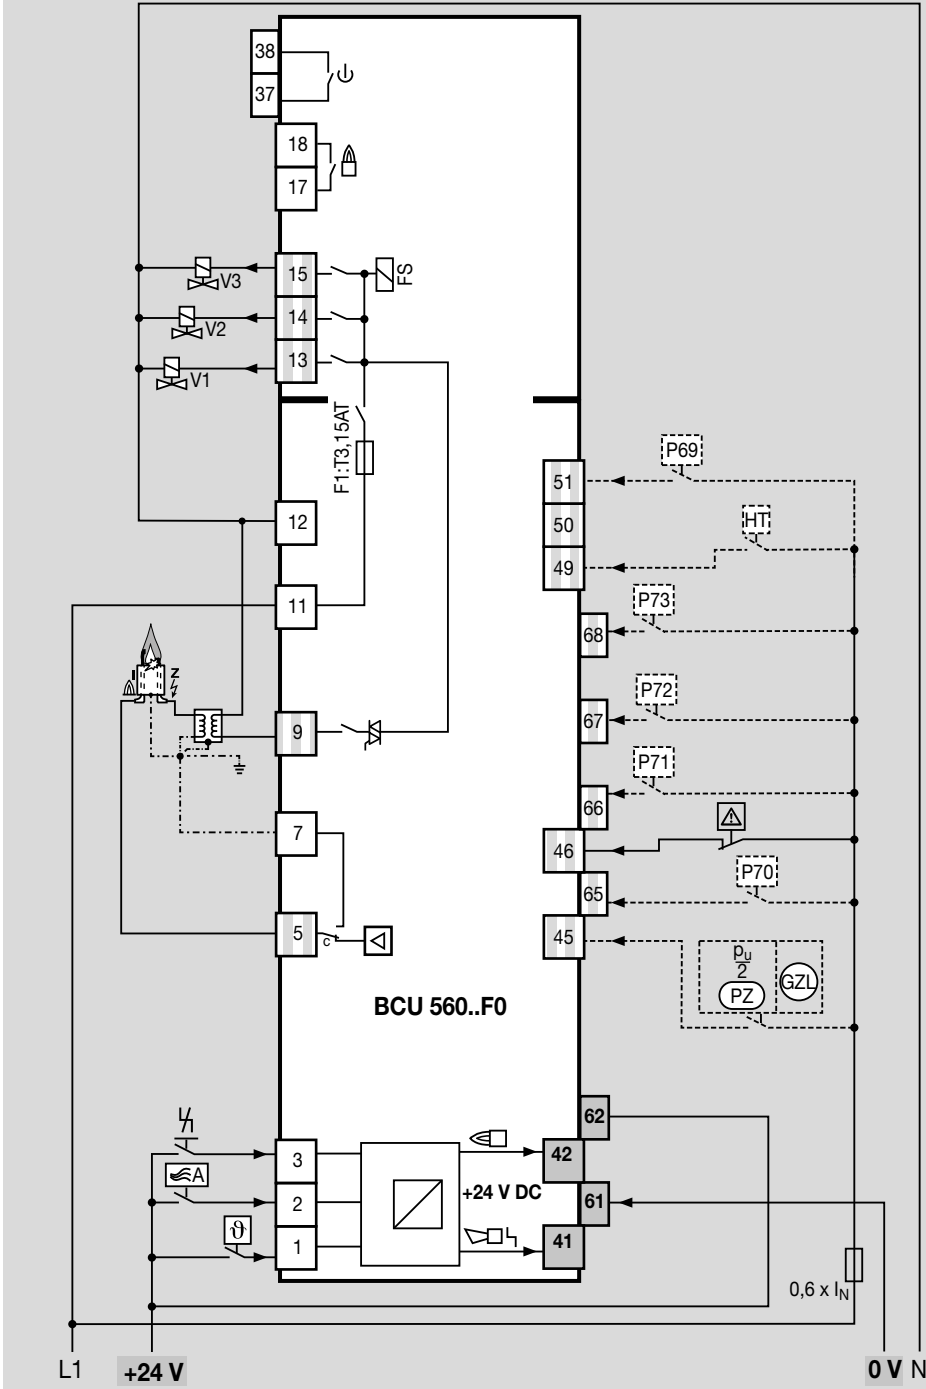 38
37
18
17
15
FS
V3
14
V2
13
V1
F1:T3,15AT
P69
51
12
50
HT
49
11
P73
68
P72
67
Z
I
9
P71
66
7
46
P70
65
5
c
45
pu
2
PZ
GZL
BCU 560..F0
62
3
42
A
+24 V DC
2
61
ϑ
1
41
0,6 x IN
L1
+24 V
0 V
N